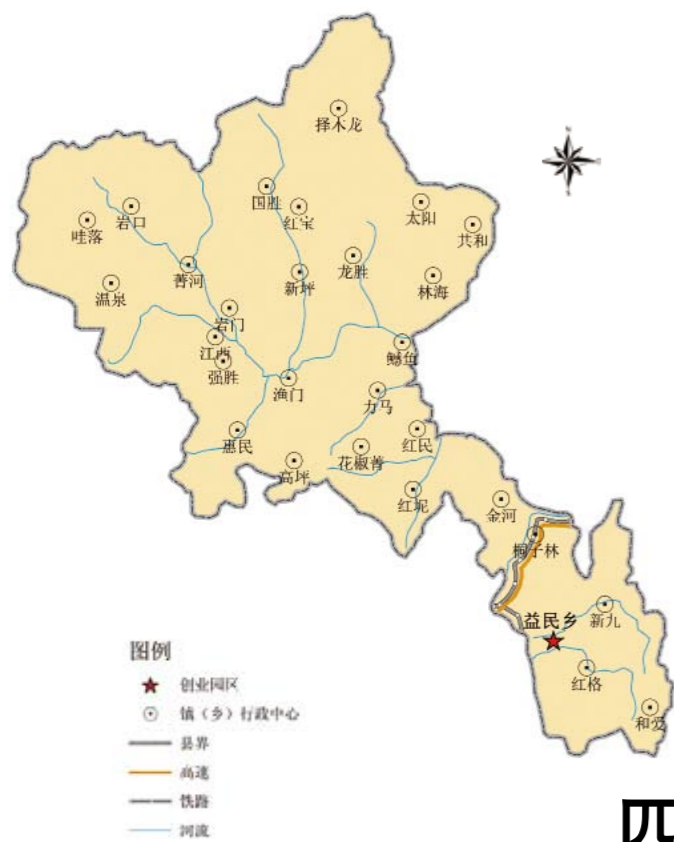 N
择木龙
国胜
红宝
太阳
岩口
哇落
共和
龙胜
菁河
新坪
林海
温泉
岩门
江西
鳡鱼
强胜
渔门
力马
惠民
红民
花椒菁
高坪
红坭
金河
桐子林
益民乡
新九
红格
和爱
图例
创业园区
镇（乡）行政中心
县界
高速
铁路
河流